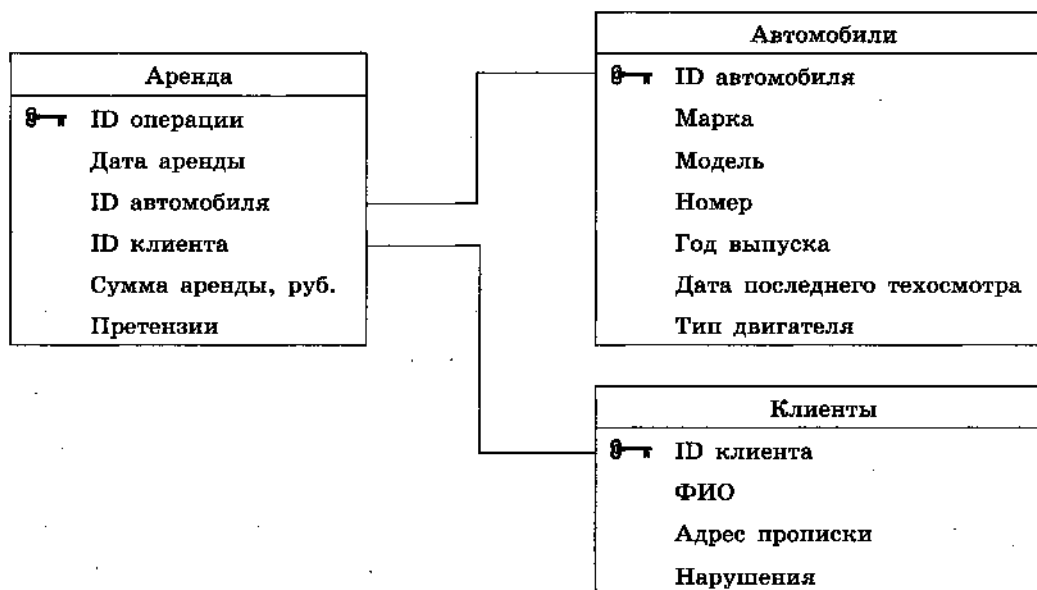 Аренда
ID операции
Дата аренды
ID автомобиля
ID клиента
Сумма аренды, руб.
Претензии
Автомобили
ID автомобиля
Марка
Модель
Номер
Год выпуска
Дата последнего техосмотра
Тип двигателя
Клиенты
ID клиента
ФИО
Адрес прописки
Нарушения